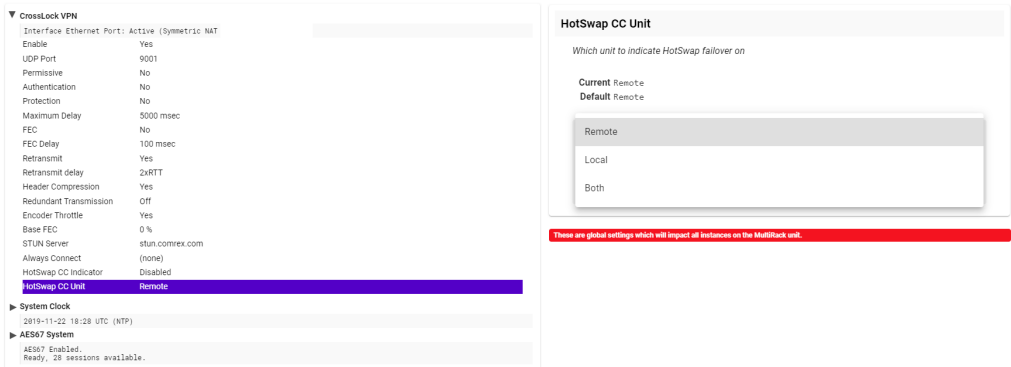 CrossLock VPN
Interface Ethernet Port: Active (Symmetric NAT
Enable Yes
UDP Port 9001
Permissive No
Authentication No
Protection No
Maximum Delay 5000 msec
FEC No
FEC Delay 100 msec
Retransmit Yes
Retransmit delay 2xRTT
Header Compression Yes
Redundant Transmission Off
Encoder Throttle Yes
Base FEC 0 %
STUN Server stun.comrex.com
Always Connect (none)
HotSwap CC Indicator Disabled
HotSwap CC Unit Remote
System Clock
2019-11-22 18:28 UTC (NTP)
AES67 System
AES67 Enabled.
Ready, 28 sessions available.
HotSwap CC Unit
Which unit to indicate HotSwap failover on
Current Remote
Default Remote
Remote
Local
Both
These are global settings which will impact all instances on the MultiRack unit.